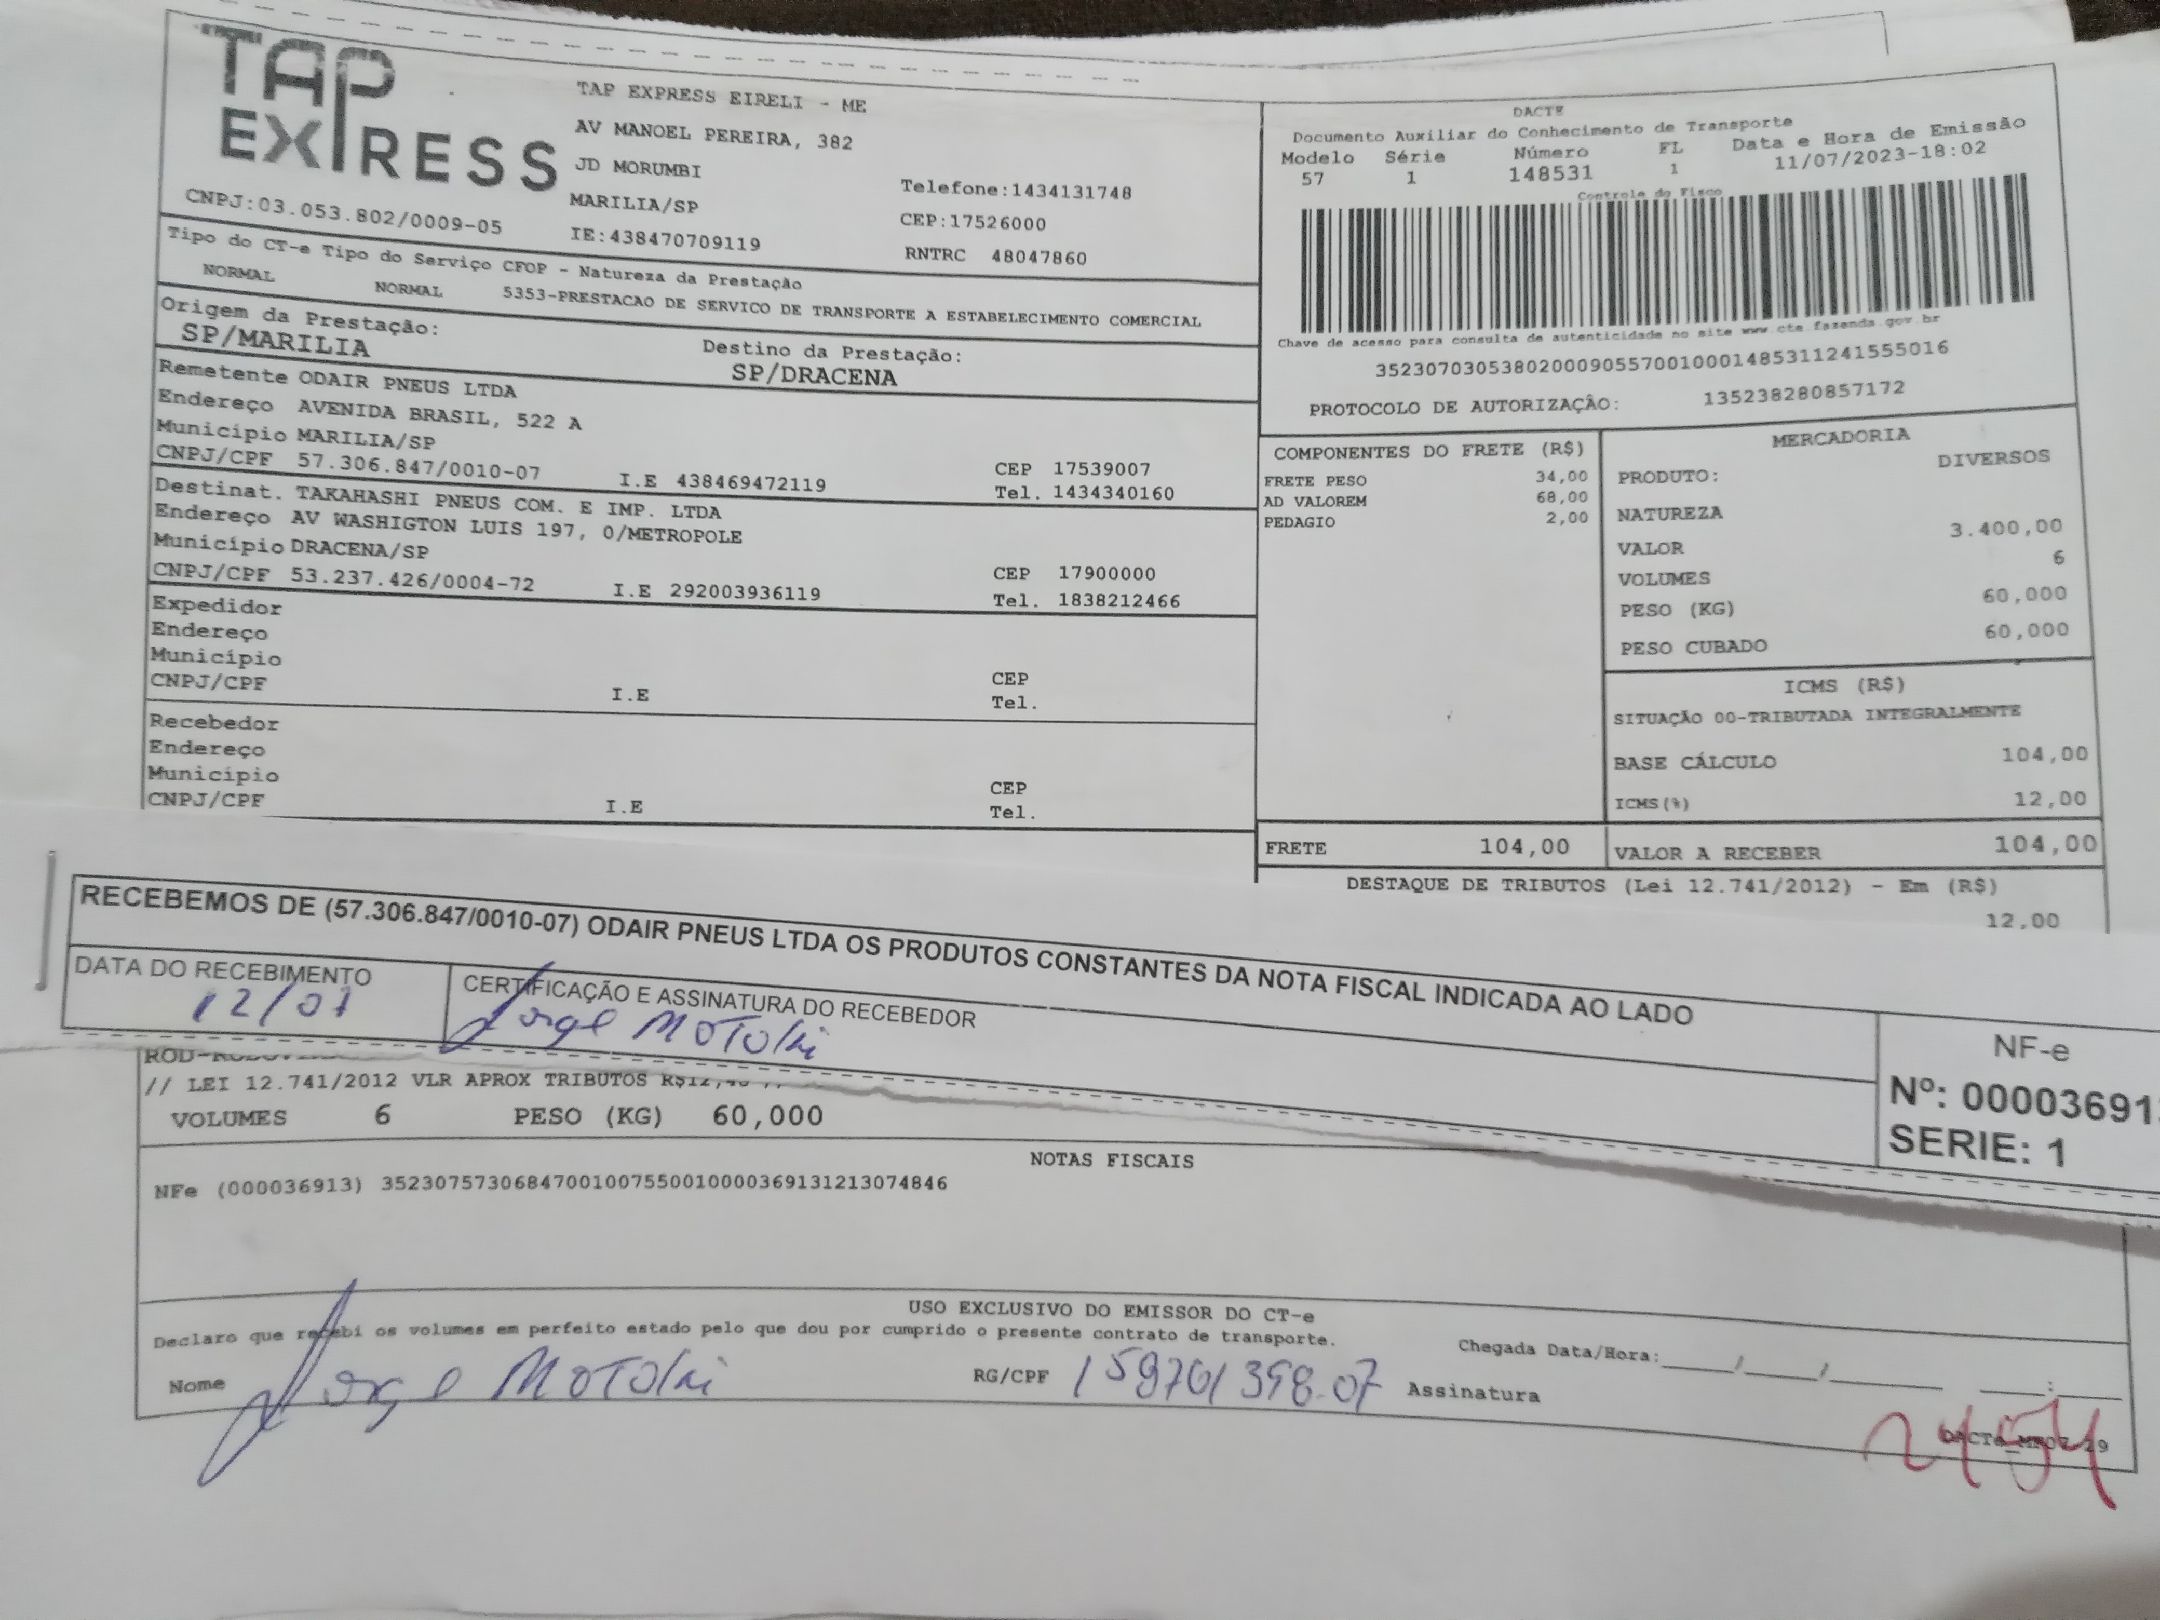 TAP
EXPRESS
CNPJ:03.053.802/0009-05
TAP EXPRESS EIRELI - ME
AV MANOEL PEREIRA, 382
JD MORUMBI
MARILIA/SP
IE:438470709119
Telefone:1434131748
CEP:17526000
RNTRC 48047860
DACTE
Documento Auxiliar do Conhecimento de Transporte
Modelo Série Número FL Data e Hora de Emissão
57 1 148531 1 11/07/2023-18:02
Controle do Fisco
Chave de acesso para consulta de autenticidade no site www.cte.fazenda.gov.br
35230703053802000905570010001485311241555016
PROTOCOLO DE AUTORIZAÇÃO: 135238280857172
Tipo do CT-e Tipo do Serviço CFOP - Natureza da Prestação
NORMAL NORMAL 5353-PRESTACAO DE SERVICO DE TRANSPORTE A ESTABELECIMENTO COMERCIAL
Origem da Prestação: Destino da Prestação:
SP/MARILIA SP/DRACENA
Remetente ODAIR PNEUS LTDA
Endereço AVENIDA BRASIL, 522 A
Município MARILIA/SP CEP 17539007
CNPJ/CPF 57.306.847/0010-07 I.E 438469472119 Tel. 1434340160
Destinat. TAKAHASHI PNEUS COM. E IMP. LTDA
Endereço AV WASHIGTON LUIS 197, 0/METROPOLE
Município DRACENA/SP CEP 17900000
CNPJ/CPF 53.237.426/0004-72 I.E 292003936119 Tel. 1838212466
Expedidor
Endereço
Município CEP
CNPJ/CPF I.E Tel.
Recebedor
Endereço
Município CEP
CNPJ/CPF I.E Tel.
COMPONENTES DO FRETE (R$)
FRETE PESO 34,00
AD VALOREM 68,00
PEDAGIO 2,00
MERCADORIA
PRODUTO: DIVERSOS
NATUREZA
VALOR 3.400,00
VOLUMES 6
PESO (KG) 60,000
PESO CUBADO 60,000
ICMS (R$)
SITUAÇÃO 00-TRIBUTADA INTEGRALMENTE
BASE CÁLCULO 104,00
ICMS(%) 12,00
FRETE 104,00 VALOR A RECEBER 104,00
DESTAQUE DE TRIBUTOS (Lei 12.741/2012) - Em (R$)
12,00
RECEBEMOS DE (57.306.847/0010-07) ODAIR PNEUS LTDA OS PRODUTOS CONSTANTES DA NOTA FISCAL INDICADA AO LADO
DATA DO RECEBIMENTO CERTIFICAÇÃO E ASSINATURA DO RECEBEDOR
12/07 Jorge Motoki
NF-e
Nº: 00003691
SERIE: 1
// LEI 12.741/2012 VLR APROX TRIBUTOS
VOLUMES 6 PESO (KG) 60,000
NOTAS FISCAIS
NFe (000036913) 35230757306847001007550010000369131213074846
USO EXCLUSIVO DO EMISSOR DO CT-e
Declaro que recebi os volumes em perfeito estado pelo que dou por cumprido o presente contrato de transporte.
Chegada Data/Hora:____/____/____ ___:___
Nome Jorge Motoki RG/CPF Assinatura